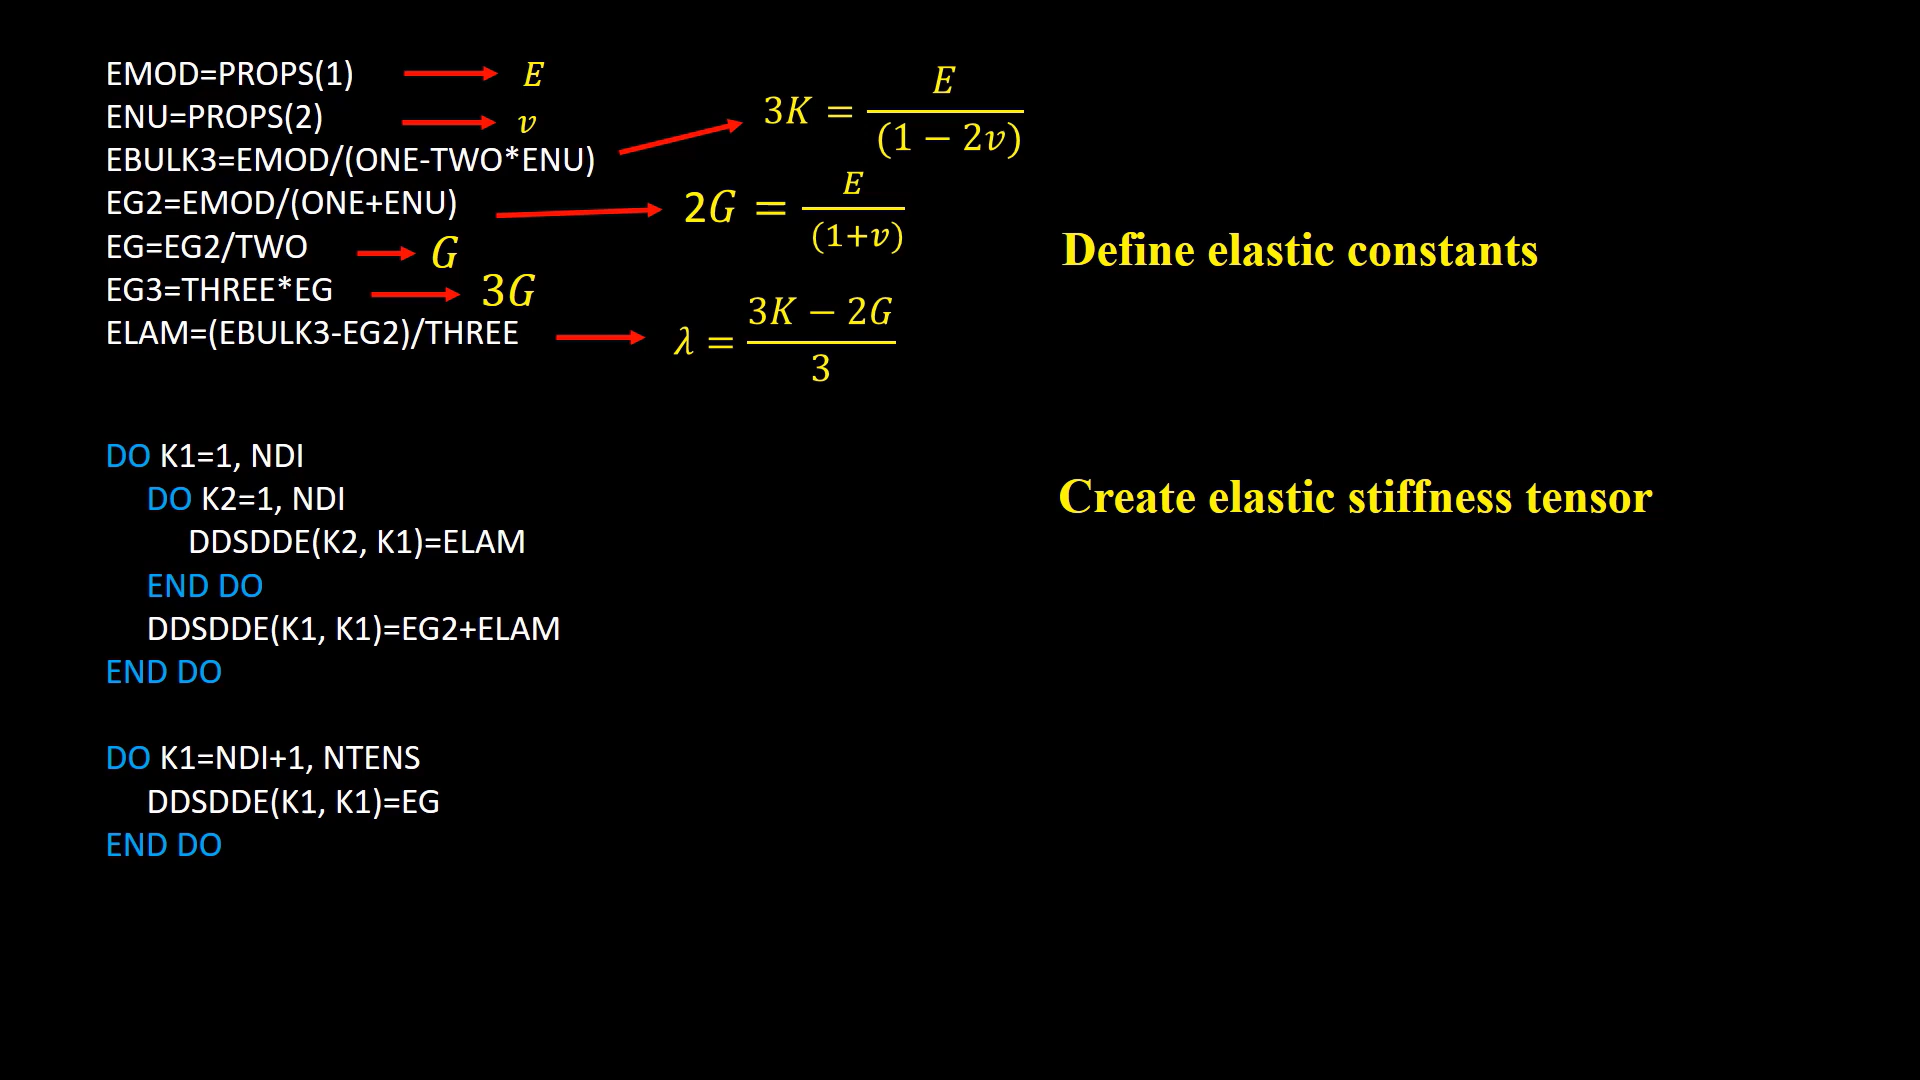 EMOD=PROPS(1) E
ENU=PROPS(2) v
EBULK3=EMOD/(ONE-TWO*ENU) 3K = E / (1 − 2v)
EG2=EMOD/(ONE+ENU) 2G = E / (1+v)
EG=EG2/TWO G
EG3=THREE*EG 3G
ELAM=(EBULK3-EG2)/THREE λ = 3K − 2G / 3
Define elastic constants
DO K1=1, NDI
DO K2=1, NDI
DDSDDE(K2, K1)=ELAM
END DO
DDSDDE(K1, K1)=EG2+ELAM
END DO
Create elastic stiffness tensor
DO K1=NDI+1, NTENS
DDSDDE(K1, K1)=EG
END DO